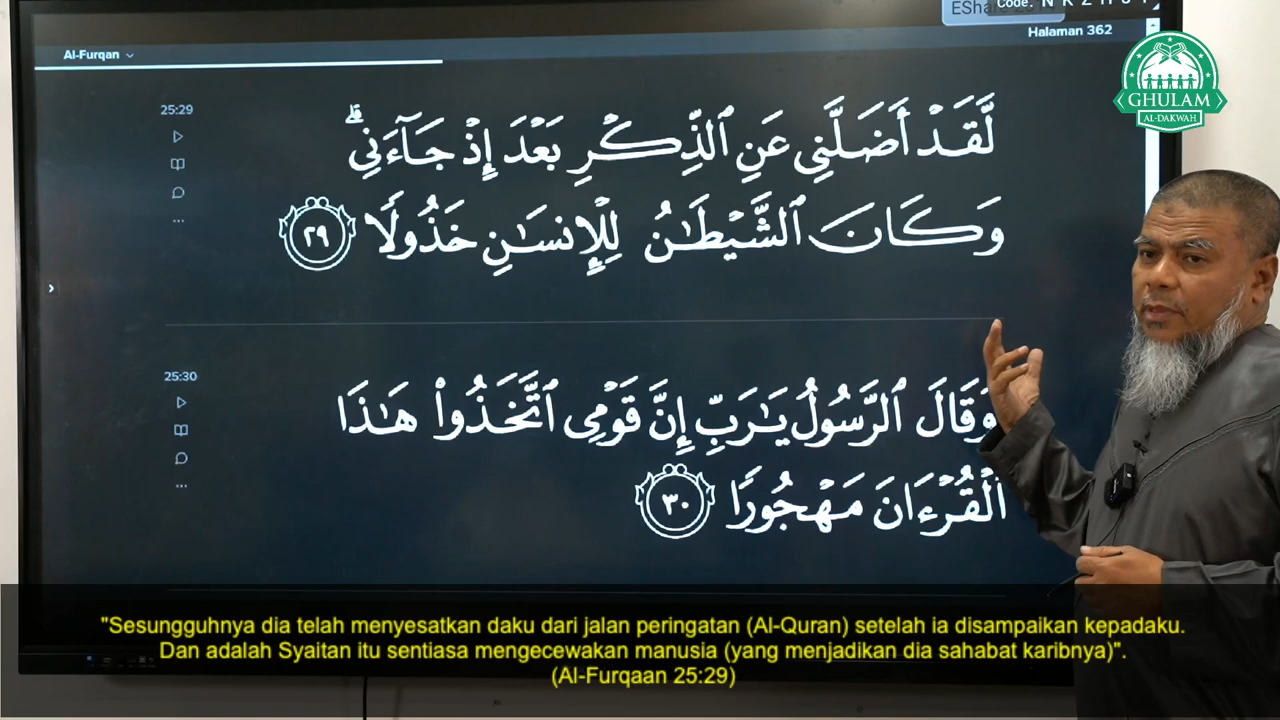 EShare
Code:
Al-Furqan
Halaman 362
GHULAM
AL-DAKWAH
25:29
لَّقَدْ أَضَلَّنِى عَنِ ٱلذِّكْرِ بَعْدَ إِذْ جَآءَنِى ۗ
وَكَانَ ٱلشَّيْطَـٰنُ لِلْإِنسَـٰنِ خَذُولًا ٢٩
25:30
وَقَالَ ٱلرَّسُولُ يَـٰرَبِّ إِنَّ قَوْمِى ٱتَّخَذُوا۟ هَـٰذَا
ٱلْقُرْءَانَ مَهْجُورًا ٣٠
"Sesungguhnya dia telah menyesatkan daku dari jalan peringatan (Al-Quran) setelah ia disampaikan kepadaku.
Dan adalah Syaitan itu sentiasa mengecewakan manusia (yang menjadikan dia sahabat karibnya)".
(Al-Furqaan 25:29)